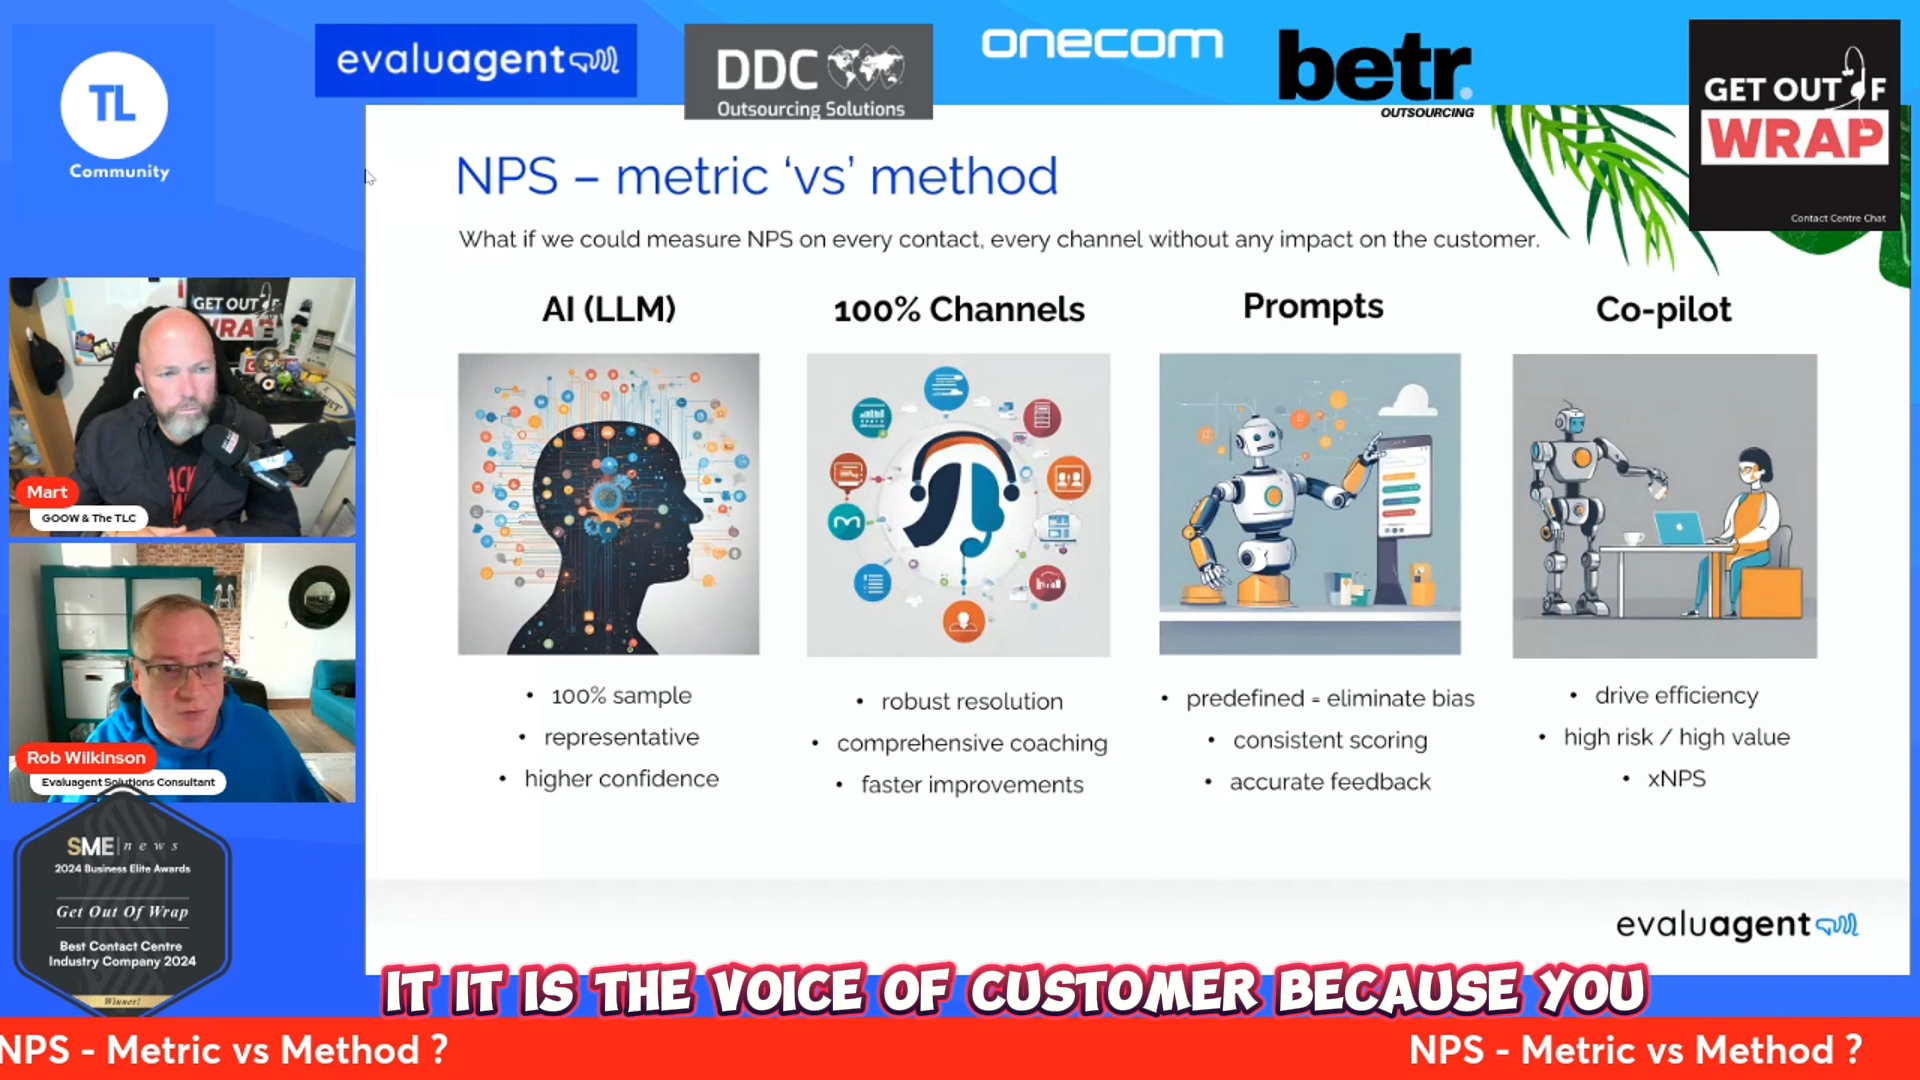 TL
Community
evaluagent
DDC
Outsourcing Solutions
onecom
betr.
OUTSOURCING
GET OUT OF
WRAP
Contact Centre Chat
NPS – metric ‘vs’ method
What if we could measure NPS on every contact, every channel without any impact on the customer.
AI (LLM)
• 100% sample
• representative
• higher confidence
100% Channels
• robust resolution
• comprehensive coaching
• faster improvements
Prompts
• predefined = eliminate bias
• consistent scoring
• accurate feedback
Co-pilot
• drive efficiency
• high risk / high value
• xNPS
evaluagent
GET OUT OF
Mart
GOOW & The TLC
Rob Wilkinson
Evaluagent Solutions Consultant
SME news
2024 Business Elite Awards
Get Out Of Wrap
Best Contact Centre
Industry Company 2024
Winner!
IT IT IS THE VOICE OF CUSTOMER BECAUSE YOU
NPS - Metric vs Method ?
NPS - Metric vs Method ?